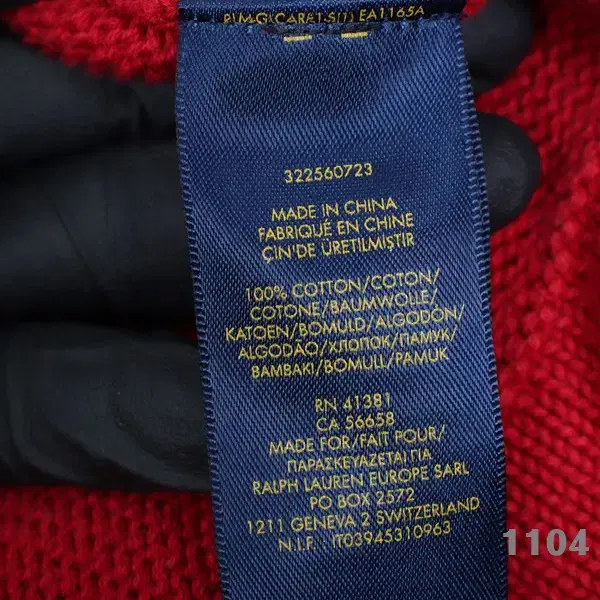 322560723
MADE IN CHINA
FABRIQUÉ EN CHINE
ÇIN'DE ÜRETILMIŞTIR
100% COTTON/COTON/
COTONE/BAUMWOLLE/
KATOEN/BOMULD/ALGODÓN/
ALGODÃO/ХЛОПОК/ПАМУК/
BAMBAKI/BOMULL/PAMUK
RN 41381
CA 56658
MADE FOR/FAIT POUR/
ΠΑΡΑΣΚΕΥΑΖΕΤΑΙ ΓΙΑ
RALPH LAUREN EUROPE SARL
PO BOX 2572
1211 GENEVA 2 SWITZERLAND
N.I.F. : IT03945310963
1104